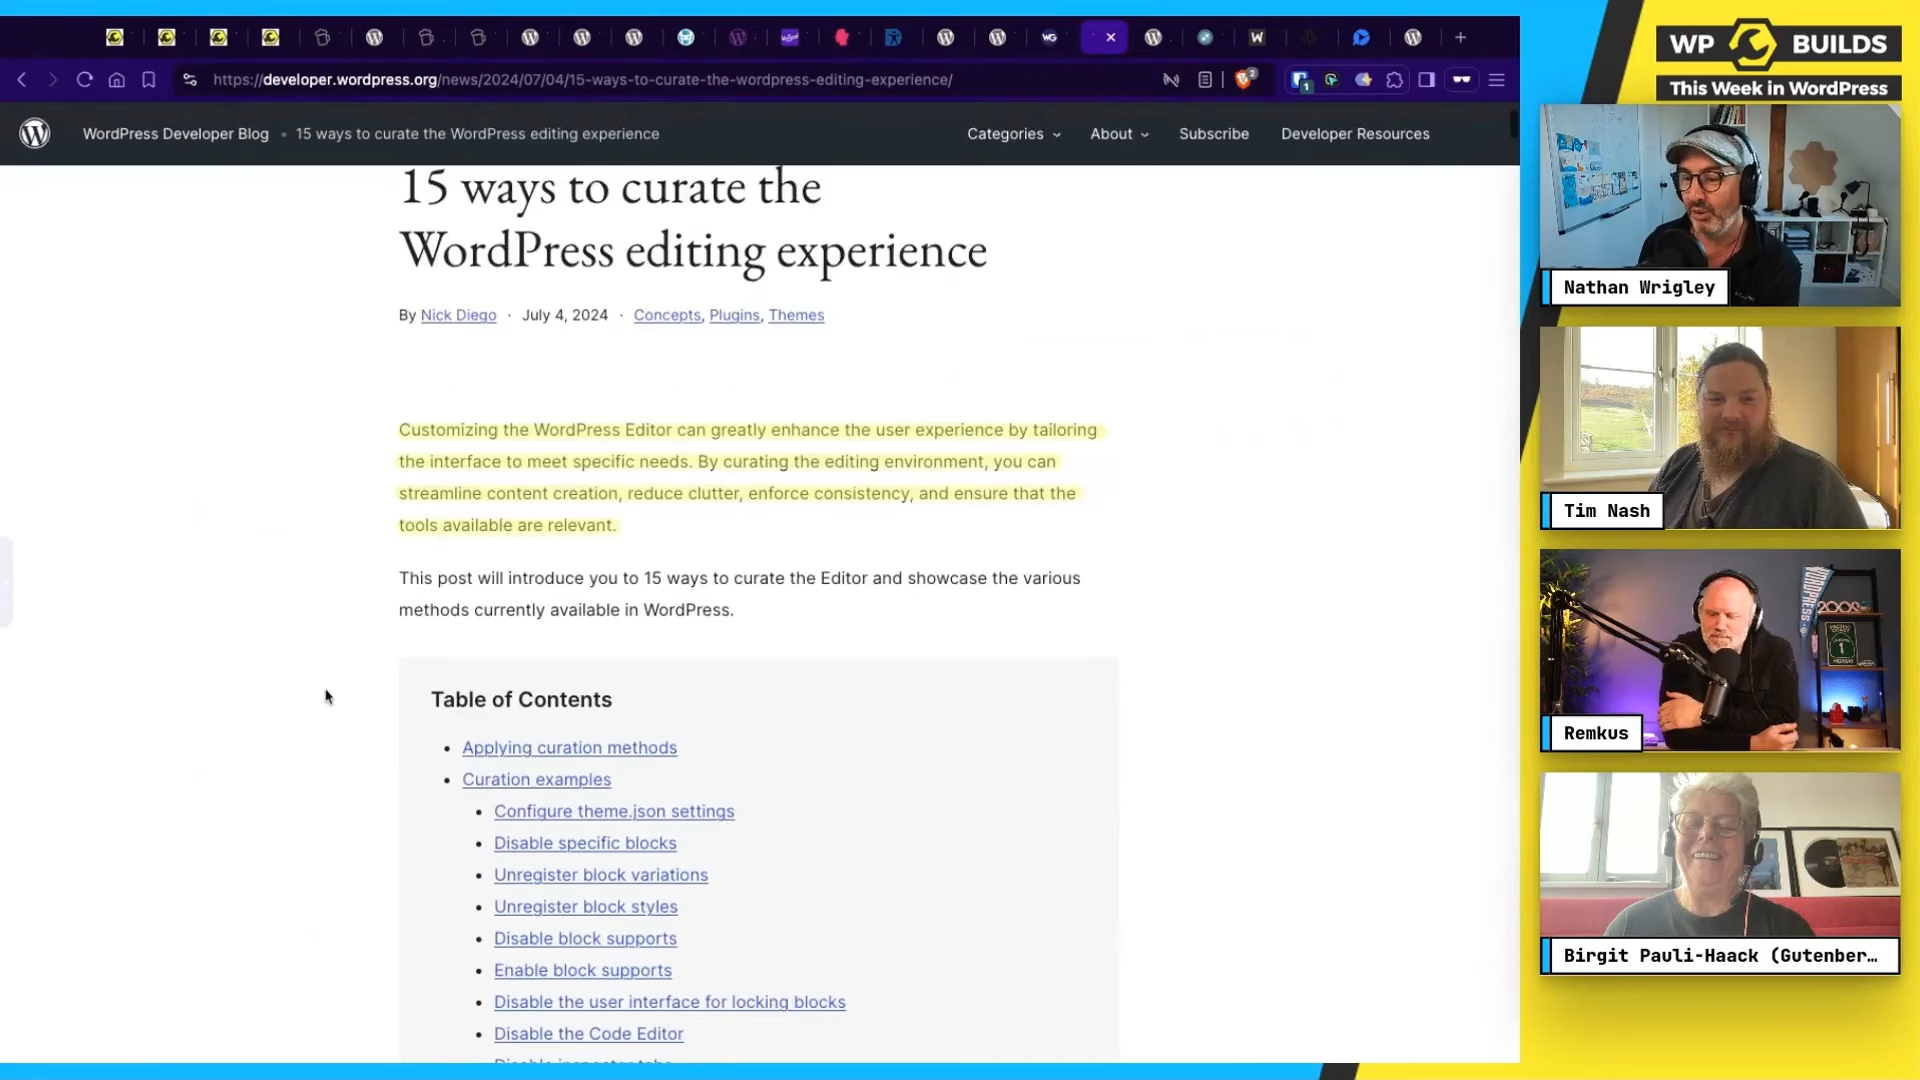 https://developer.wordpress.org/news/2024/07/04/15-ways-to-curate-the-wordpress-editing-experience/
WordPress Developer Blog
15 ways to curate the WordPress editing experience
Categories
About
Subscribe
Developer Resources
15 ways to curate the
WordPress editing experience
By Nick Diego · July 4, 2024 · Concepts, Plugins, Themes
Customizing the WordPress Editor can greatly enhance the user experience by tailoring
the interface to meet specific needs. By curating the editing environment, you can
streamline content creation, reduce clutter, enforce consistency, and ensure that the
tools available are relevant.
This post will introduce you to 15 ways to curate the Editor and showcase the various
methods currently available in WordPress.
Table of Contents
Applying curation methods
Curation examples
Configure theme.json settings
Disable specific blocks
Unregister block variations
Unregister block styles
Disable block supports
Enable block supports
Disable the user interface for locking blocks
Disable the Code Editor
WP BUILDS
This Week in WordPress
Nathan Wrigley
Tim Nash
WORDPRESS
2008
1
Remkus
Birgit Pauli-Haack (Gutenber...